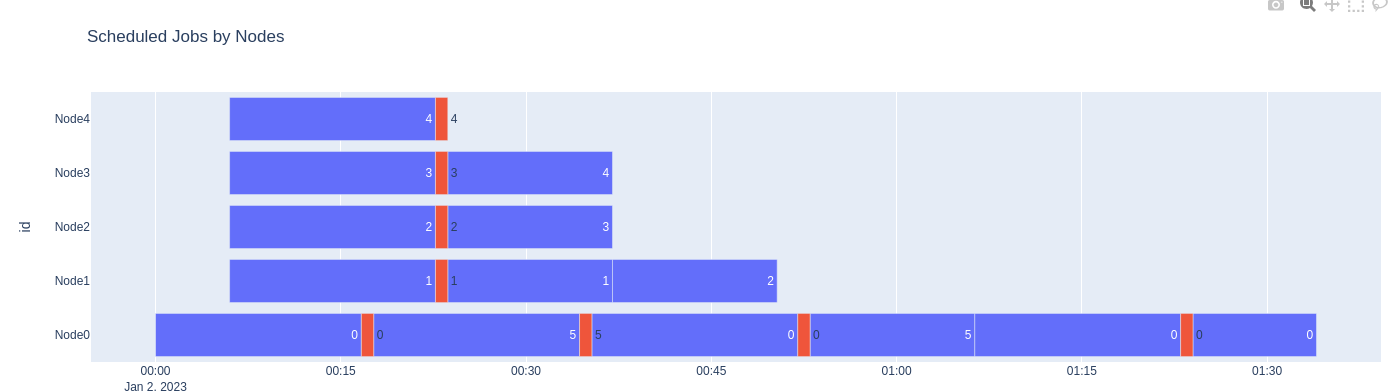 Scheduled Jobs by Nodes
Node4
4 4
Node3
3 3 4
Node2
2 2 3
id
Node1
1 1 2
1
Node0
0 0 5 5 0 0 5 0 0 0
00:00 00:15 00:30 00:45 01:00 01:15 01:30
Jan 2, 2023